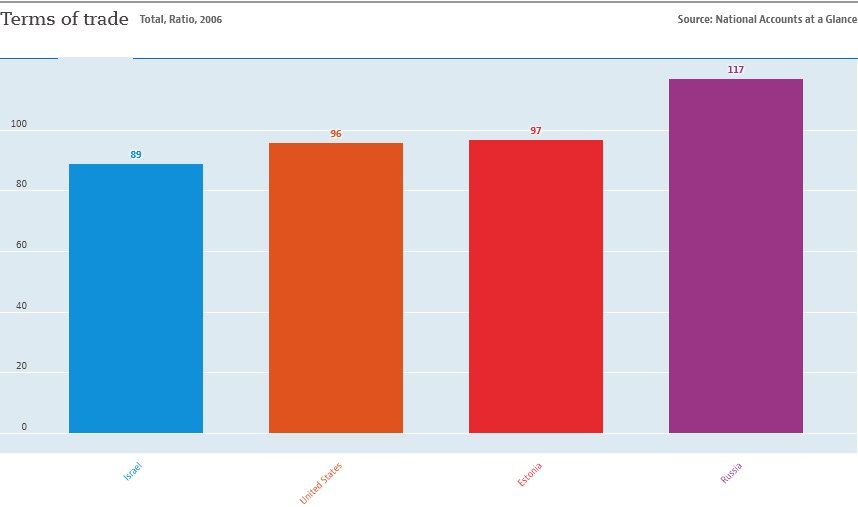 Terms of trade Total, Ratio, 2006
Source: National Accounts at a Glance
117
100
96
97
89
80
60
40
20
0
Israel
United States
Estonia
Russia